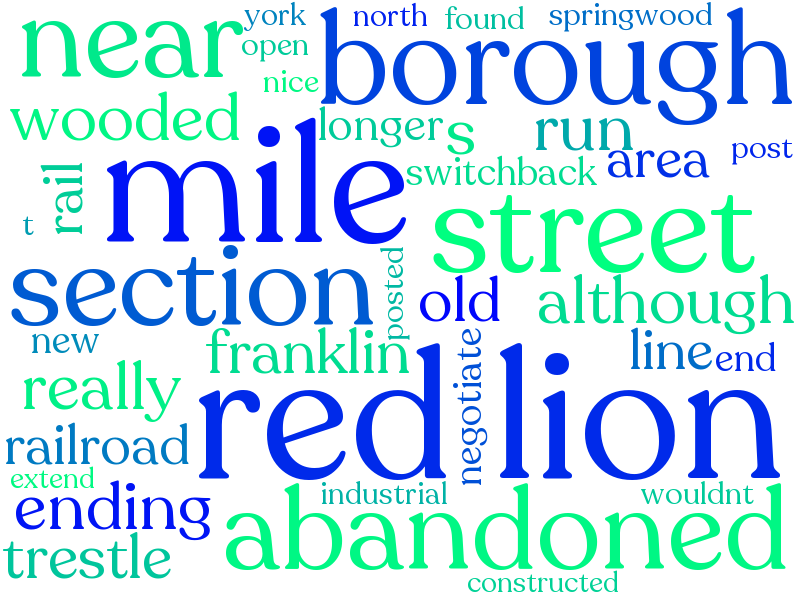 york
north
found
springwood
near
open
borough
nice
wooded
longer
s
run
mile
area
post
rail
switchback
t
street
section
posted
old
although
new
franklin
negotiate
line
end
really
red lion
railroad
extend
ending
industrial
abandoned
wouldnt
trestle
constructed